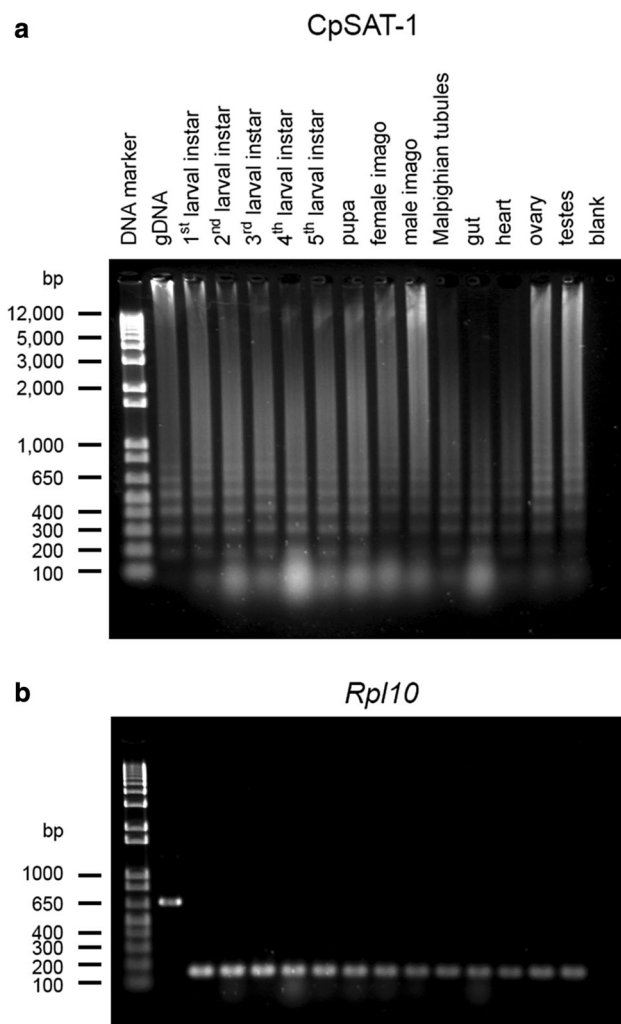 a
CpSAT-1
DNA marker
gDNA
1st larval instar
2nd larval instar
3rd larval instar
4th larval instar
5th larval instar
pupa
female imago
male imago
Malpighian tubules
gut
heart
ovary
testes
blank
bp
12,000
5,000
3,000
2,000
1,000
650
400
300
200
100
b
Rpl10
bp
1000
650
400
300
200
100